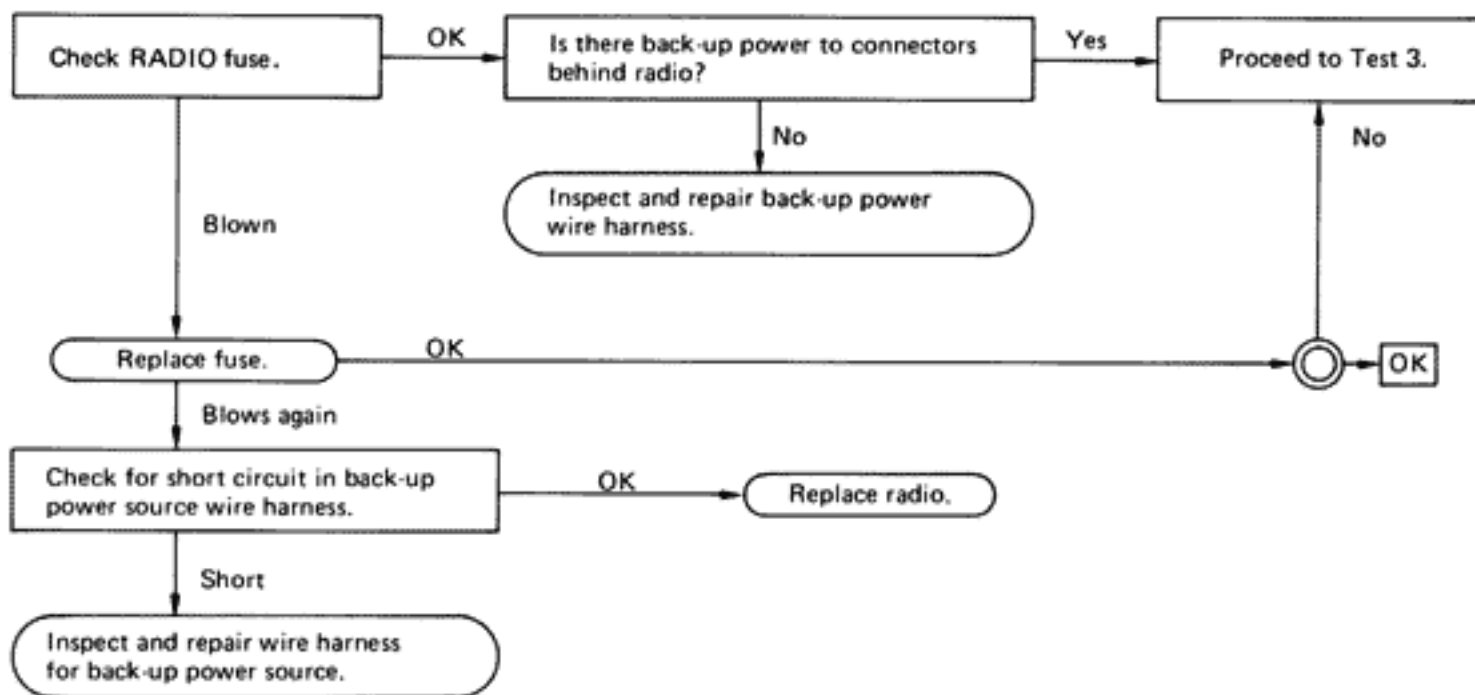 Check RADIO fuse.
OK
Is there back-up power to connectors
behind radio?
Yes
Proceed to Test 3.
No
No
Inspect and repair back-up power
wire harness.
Blown
Replace fuse.
OK
OK
Blows again
Check for short circuit in back-up
power source wire harness.
OK
Replace radio.
Short
Inspect and repair wire harness
for back-up power source.